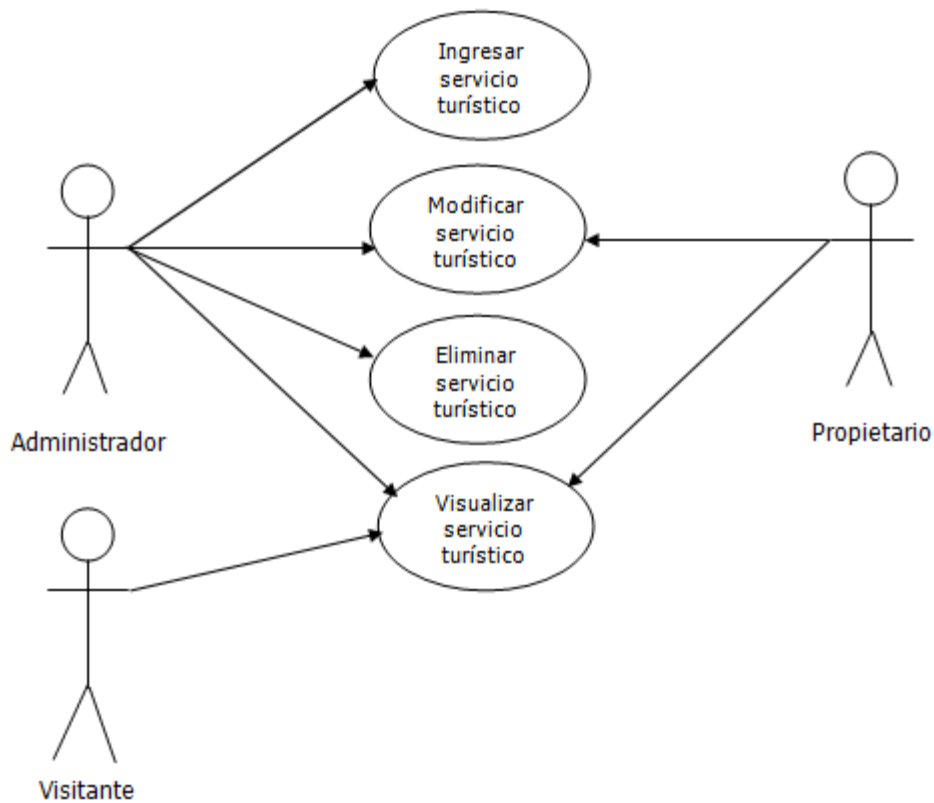 Ingresar
servicio
turístico
Modificar
servicio
turístico
Eliminar
servicio
turístico
Administrador
Propietario
Visualizar
servicio
turístico
Visitante